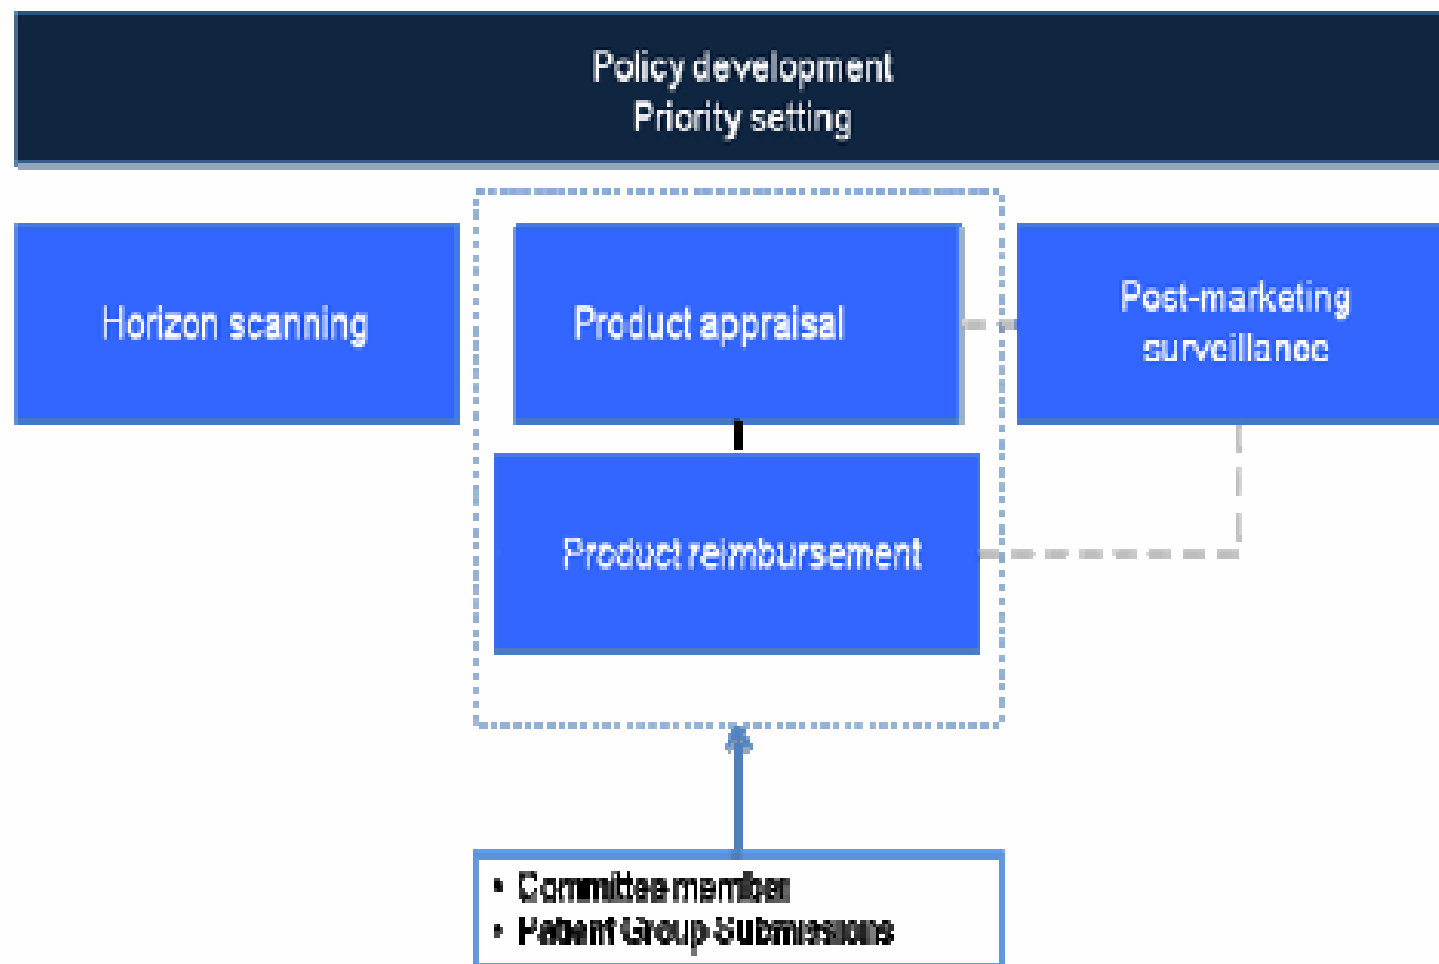 Policy development
Priority setting
Horizon scanning
Product appraisal
Post-marketing
surveillance
Product reimbursement
• Committee member
• Patient Group Submissions